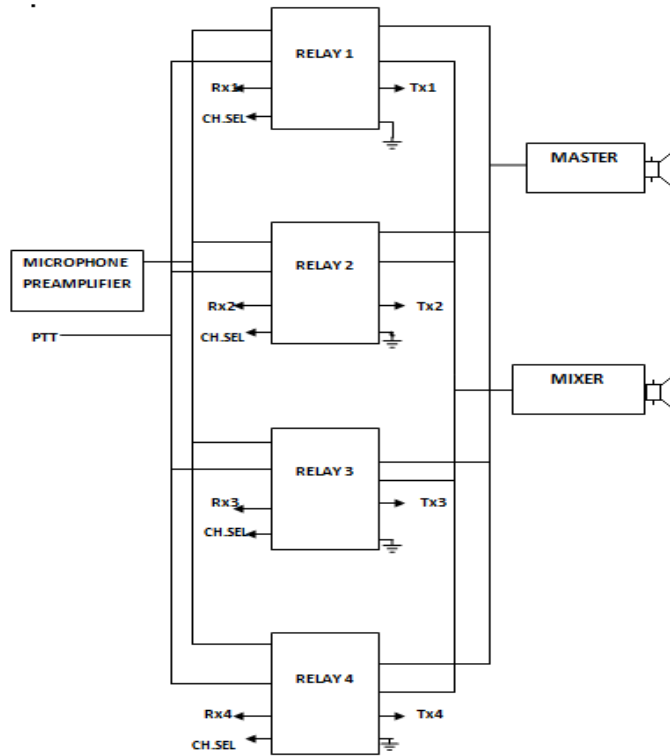 RELAY 1
Rx1
Tx1
CH.SEL
MASTER
RELAY 2
MICROPHONE
PREAMPLIFIER
Rx2
Tx2
CH.SEL
PTT
MIXER
RELAY 3
Rx3
Tx3
CH.SEL
RELAY 4
Rx4
Tx4
CH.SEL